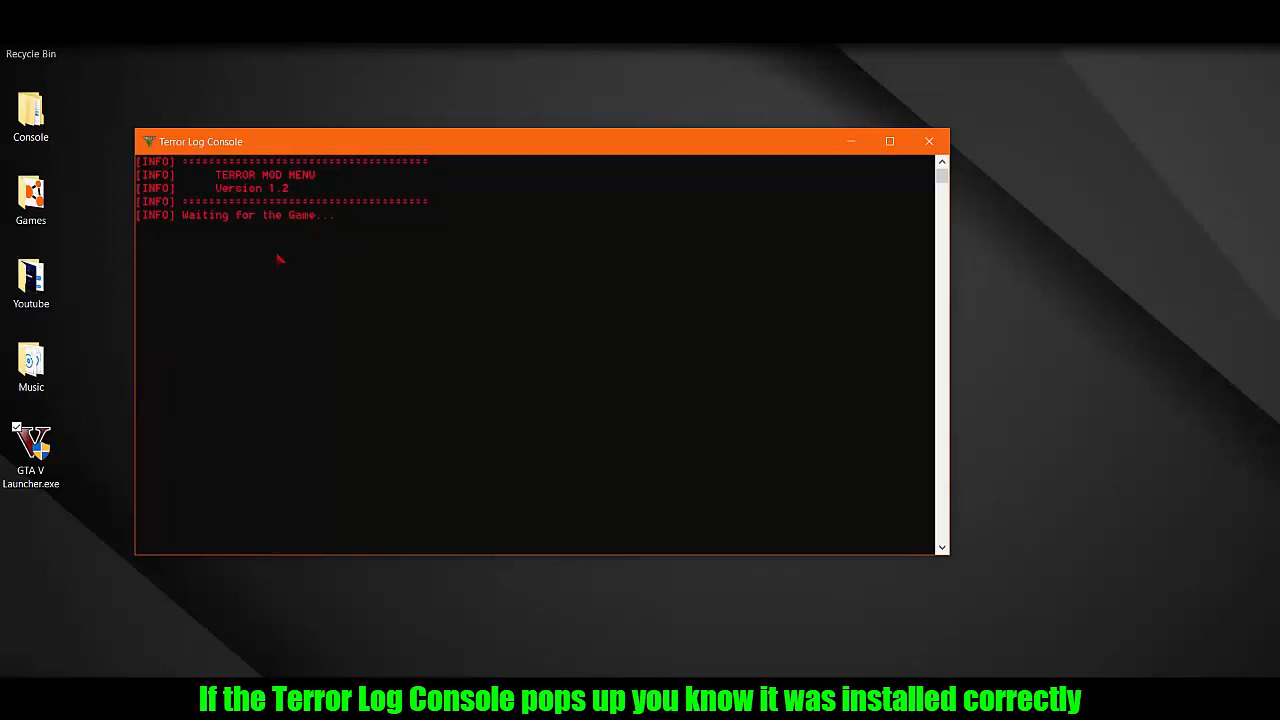 Recycle Bin
Console
Games
Youtube
Music
GTA V
Launcher.exe
Terror Log Console
[INFO] =====================================
[INFO] TERROR MOD MENU
[INFO] Version 1.2
[INFO] =====================================
[INFO] Waiting for the Game...
If the Terror Log Console pops up you know it was installed correctly